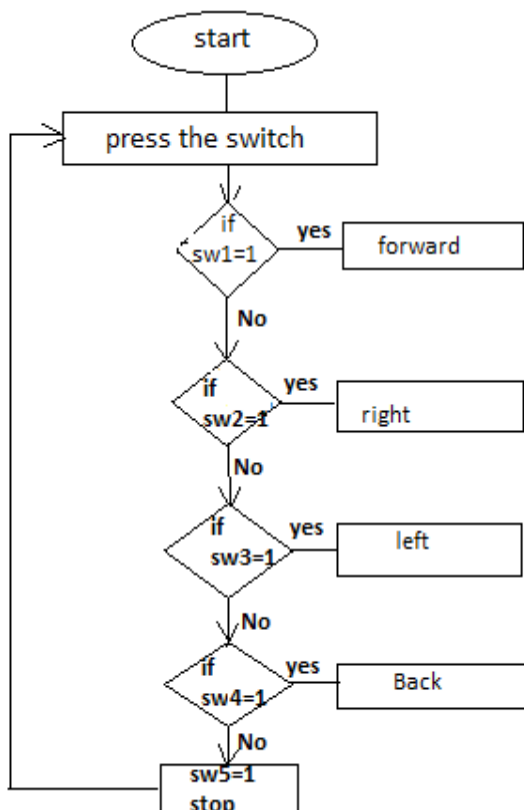 start
press the switch
if
sw1=1
yes
forward
No
if
sw2=1
yes
right
No
if
sw3=1
yes
left
No
if
sw4=1
yes
Back
No
sw5=1
stop